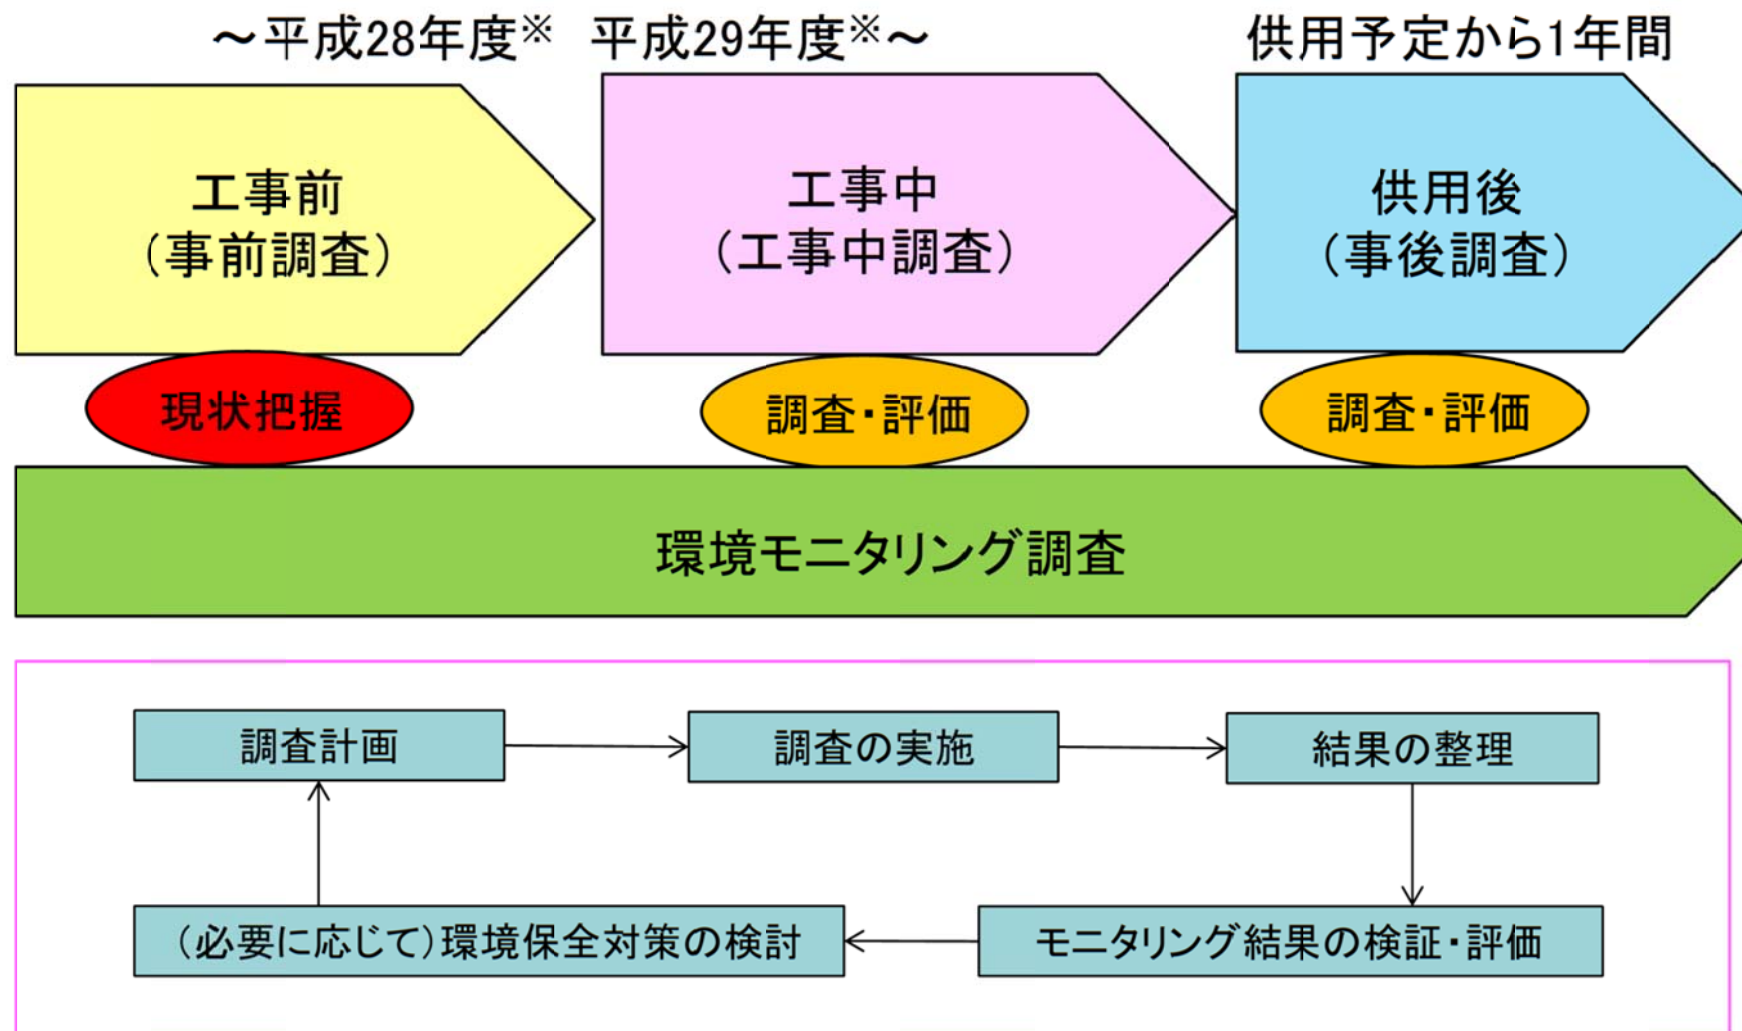 ～平成28年度※ 平成29年度※～ 供用予定から1年間
工事前
（事前調査）
工事中
（工事中調査）
供用後
（事後調査）
現状把握
調査・評価
調査・評価
環境モニタリング調査
調査計画
調査の実施
結果の整理
（必要に応じて）環境保全対策の検討
モニタリング結果の検証・評価